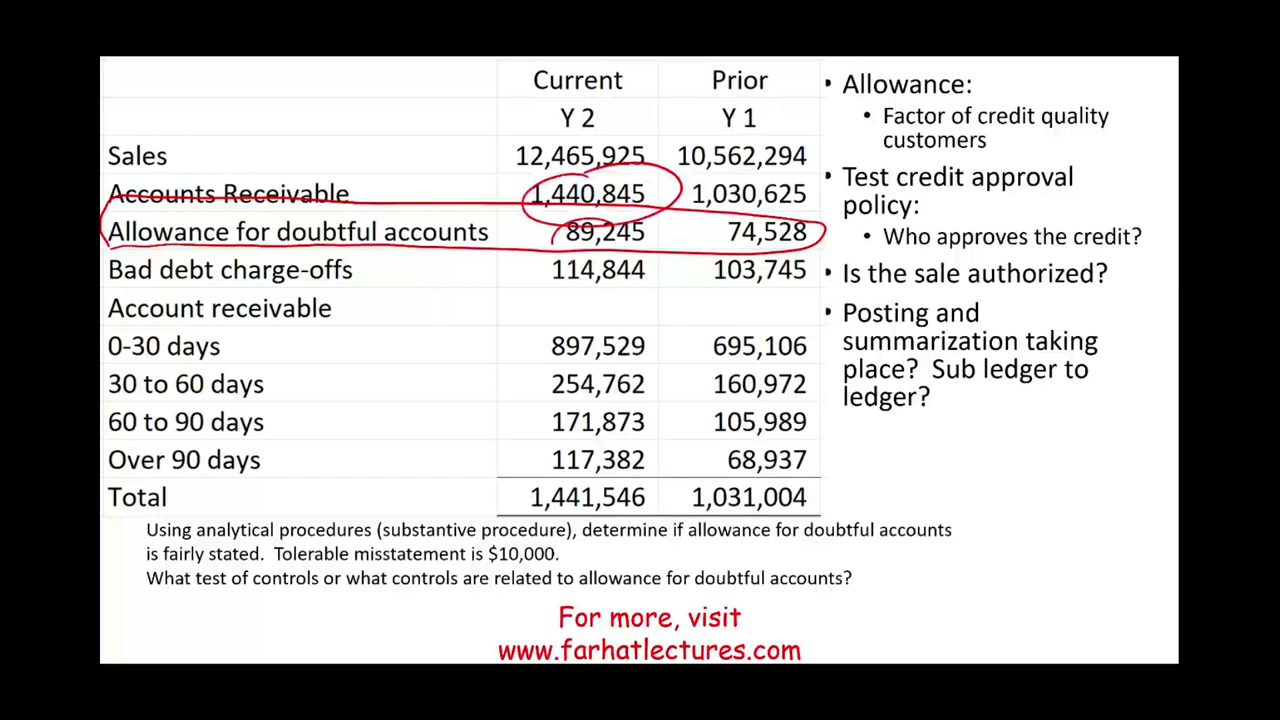 Current Prior
Y 2 Y 1
Sales 12,465,925 10,562,294
Accounts Receivable 1,440,845 1,030,625
Allowance for doubtful accounts 89,245 74,528
Bad debt charge-offs 114,844 103,745
Account receivable
0-30 days 897,529 695,106
30 to 60 days 254,762 160,972
60 to 90 days 171,873 105,989
Over 90 days 117,382 68,937
Total 1,441,546 1,031,004
• Allowance:
• Factor of credit quality
customers
• Test credit approval
policy:
• Who approves the credit?
• Is the sale authorized?
• Posting and
summarization taking
place? Sub ledger to
ledger?
Using analytical procedures (substantive procedure), determine if allowance for doubtful accounts
is fairly stated. Tolerable misstatement is $10,000.
What test of controls or what controls are related to allowance for doubtful accounts?
For more, visit
www.farhatlectures.com